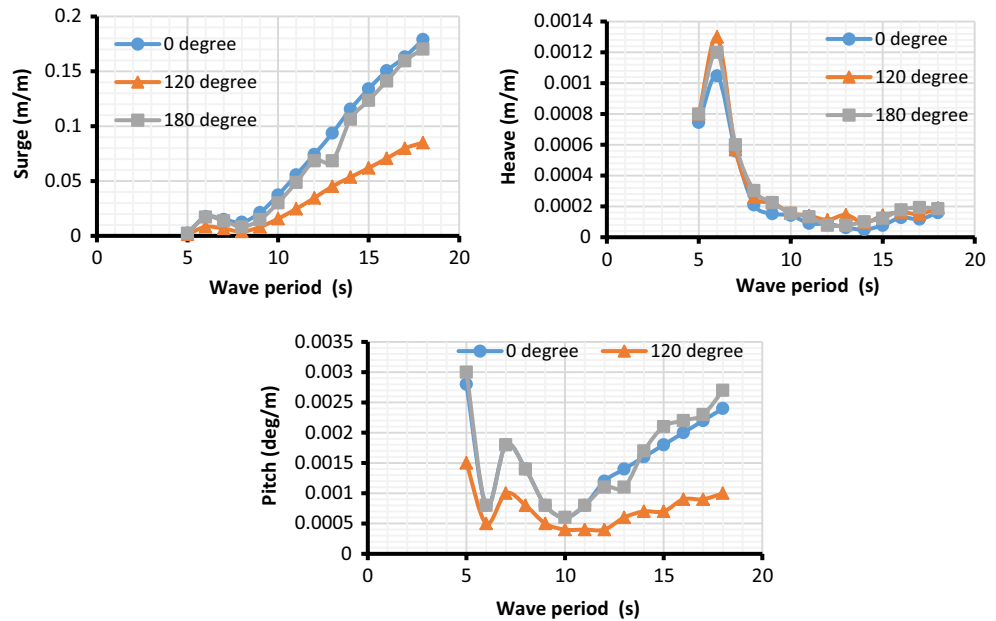 0.2
0.15
0.1
0.05
0
Surge (m/m)
0 degree
120 degree
180 degree
0 5 10 15 20
Wave period (s)
0.0014
0.0012
0.001
0.0008
0.0006
0.0004
0.0002
0
Heave (m/m)
0 degree
120 degree
180 degree
0 5 10 15 20
Wave period (s)
0.0035
0.003
0.0025
0.002
0.0015
0.001
0.0005
0
Pitch (deg/m)
0 degree 120 degree
0 5 10 15 20
Wave period (s)